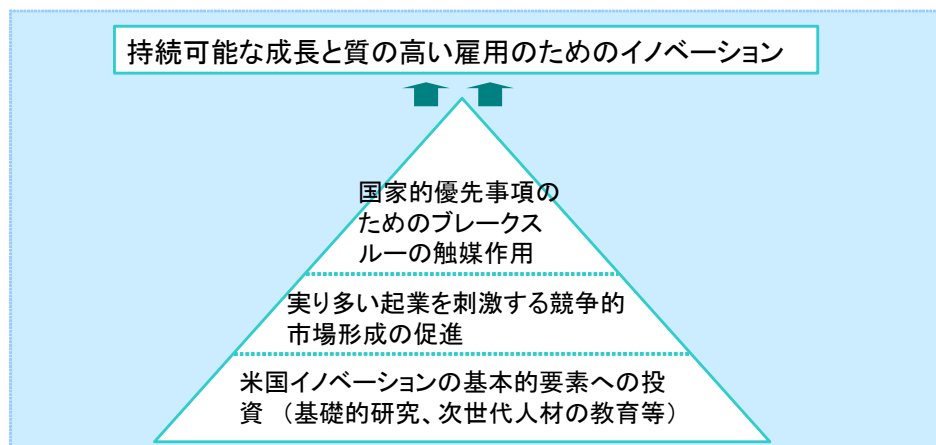 持続可能な成長と質の高い雇用のためのイノベーション
国家的優先事項の
ためのブレークス
ルーの触媒作用
実り多い起業を刺激する競争的
市場形成の促進
米国イノベーションの基本的要素への投
資 （基礎的研究、次世代人材の教育等）